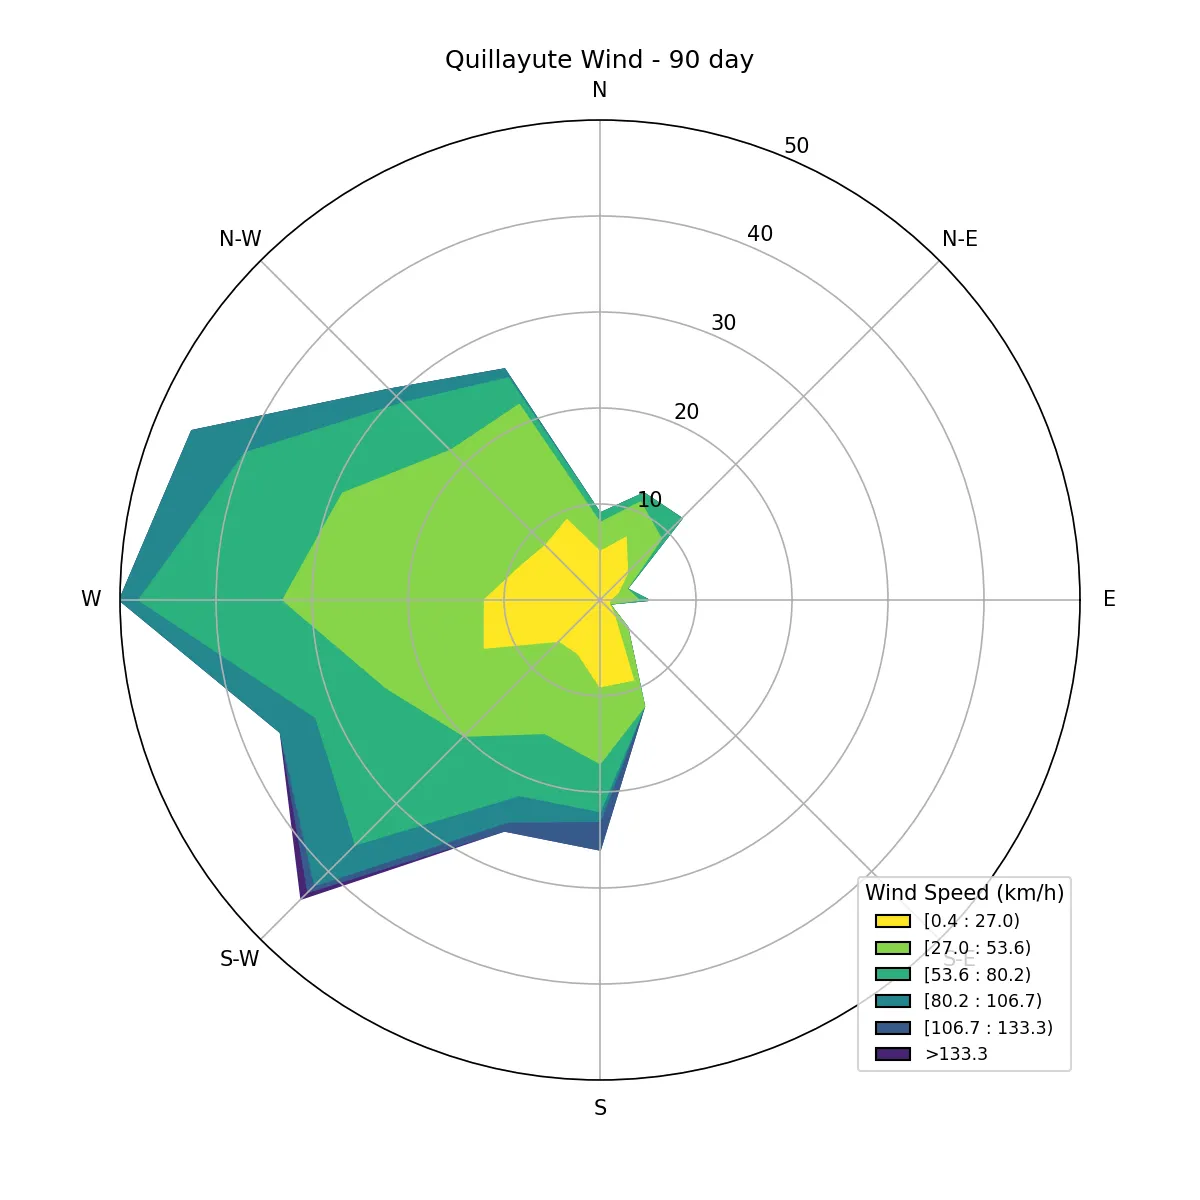 Quillayute Wind - 90 day
N
50
N-W
N-E
40
30
20
10
W
E
Wind Speed (km/h)
[0.4 : 27.0)
[27.0 : 53.6)
S-W
S-E
[53.6 : 80.2)
[80.2 : 106.7)
[106.7 : 133.3)
>133.3
S